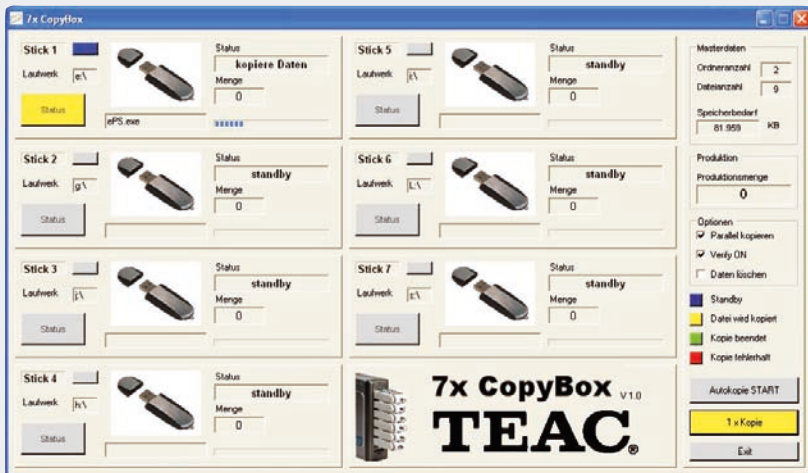 7x CopyBox
Stick 1
Laufwerk e:\
Status
ePS.exe
Status
kopiere Daten
Menge
0
Stick 2
Laufwerk g:\
Status
Status
standby
Menge
0
Stick 3
Laufwerk
Status
Status
standby
Menge
0
Stick 4
Laufwerk h:\
Status
Status
standby
Menge
0
Stick 5
Laufwerk
Status
Status
standby
Menge
0
Stick 6
Laufwerk
Status
Status
standby
Menge
0
Stick 7
Laufwerk
Status
Status
standby
Menge
0
7x CopyBox V 1.0
TEAC®
Masterdaten
Ordneranzahl 2
Dateianzahl 9
Speicherbedarf
81.959 KB
Produktion
Produktionsmenge
0
Optionen
Parallel kopieren
Verify ON
Daten löschen
Standby
Datei wird kopiert
Kopie beendet
Kopie fehlerhaft
Autokopie START
1 x Kopie
Exit